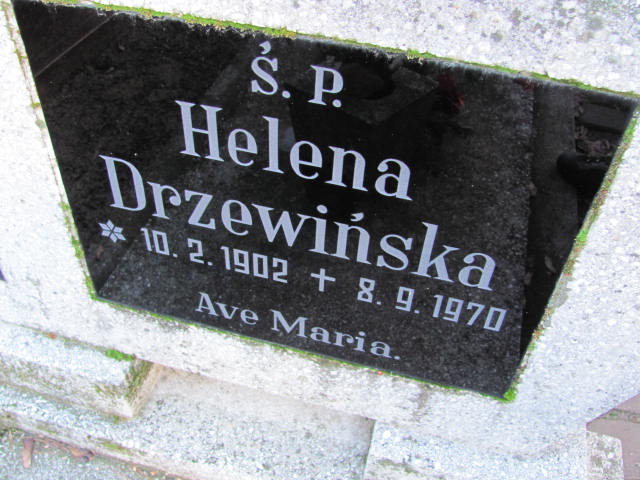 Ś. P.
Helena
Drzewińska
* 10. 2. 1902 + 8. 9. 1970
Ave Maria.